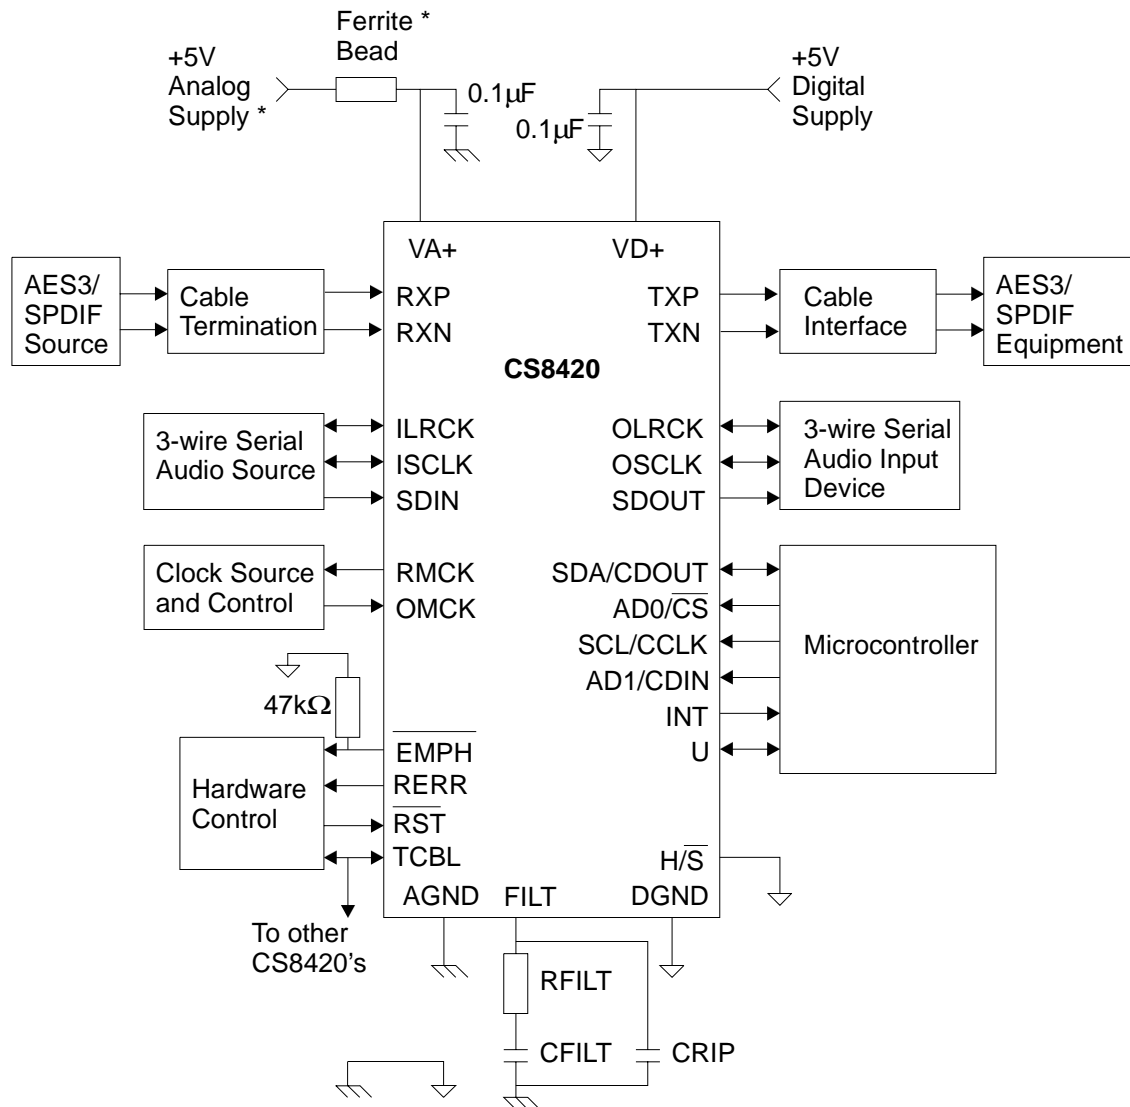 Ferrite *
Bead
+5V
Analog
Supply *
+5V
Digital
Supply
0.1µF
0.1µF
VA+
VD+
AES3/
SPDIF
Source
Cable
Termination
RXP
RXN
TXP
TXN
Cable
Interface
AES3/
SPDIF
Equipment
CS8420
3-wire Serial
Audio Source
ILRCK
ISCLK
SDIN
OLRCK
OSCLK
SDOUT
3-wire Serial
Audio Input
Device
Clock Source
and Control
RMCK
OMCK
SDA/CDOUT
AD0/CS
SCL/CCLK
AD1/CDIN
INT
U
Microcontroller
47kΩ
Hardware
Control
EMPH
RERR
RST
TCBL
H/S
AGND
FILT
DGND
To other
CS8420's
RFILT
CFILT
CRIP